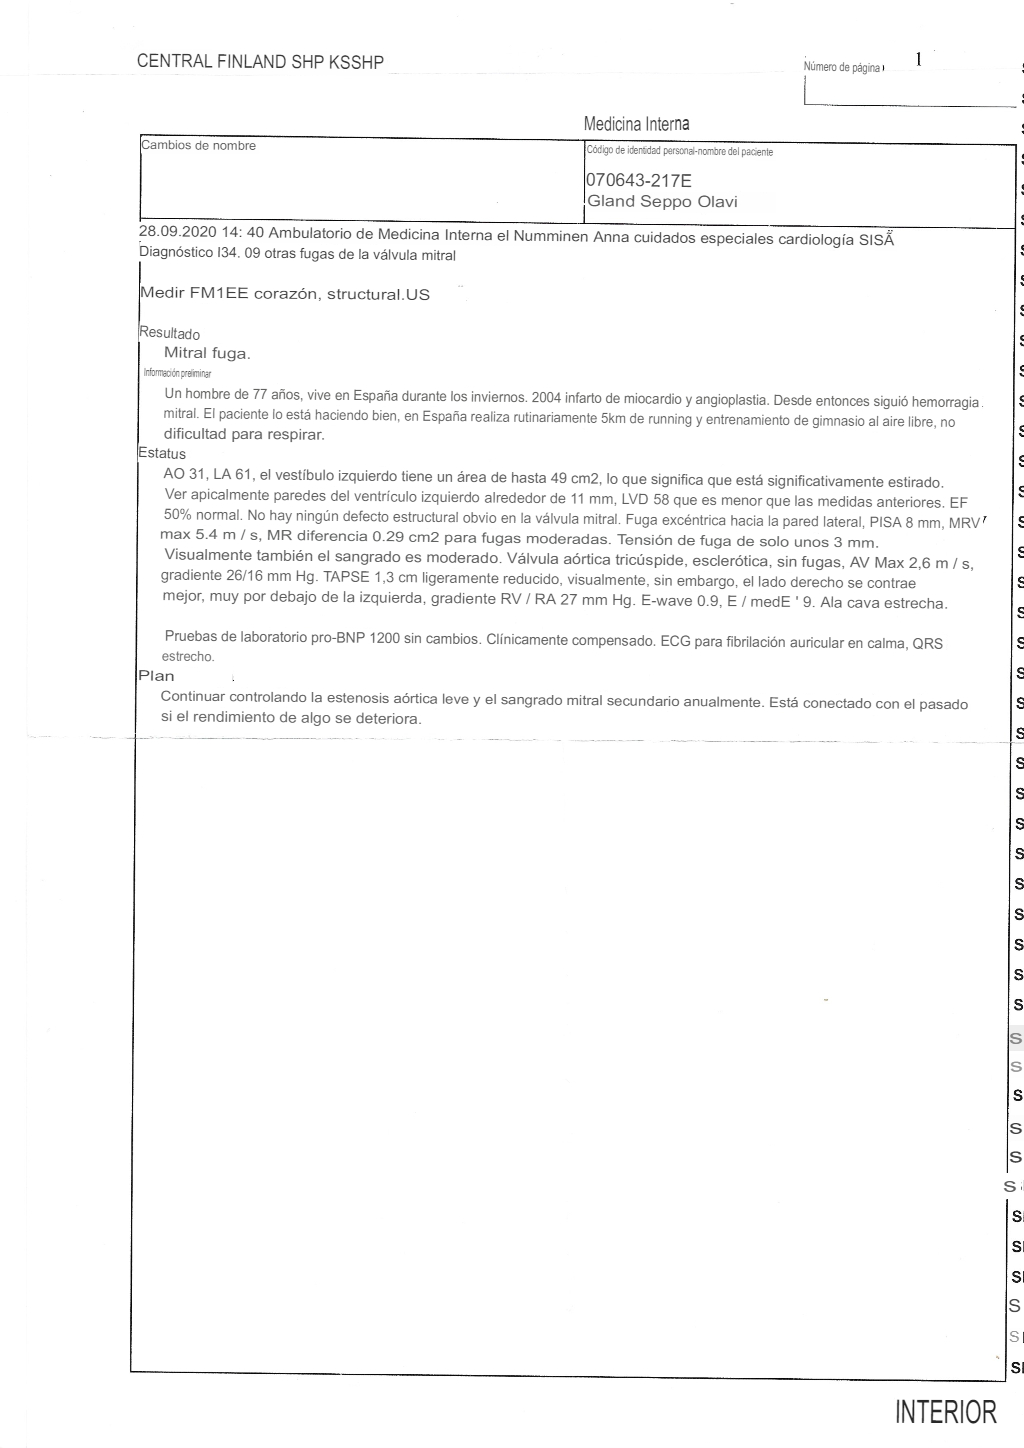 CENTRAL FINLAND SHP KSSHP
Número de página 1
Medicina Interna
Cambios de nombre
Código de identidad personal-nombre del paciente
070643-217E
Gland Seppo Olavi
28.09.2020 14: 40 Ambulatorio de Medicina Interna el Numminen Anna cuidados especiales cardiología SISÄ
Diagnóstico I34. 09 otras fugas de la válvula mitral
Medir FM1EE corazón, structural.US
Resultado
Mitral fuga.
Información preliminar
Un hombre de 77 años, vive en España durante los inviernos. 2004 infarto de miocardio y angioplastia. Desde entonces siguió hemorragia
mitral. El paciente lo está haciendo bien, en España realiza rutinariamente 5km de running y entrenamiento de gimnasio al aire libre, no
dificultad para respirar.
Estatus
AO 31, LA 61, el vestíbulo izquierdo tiene un área de hasta 49 cm2, lo que significa que está significativamente estirado.
Ver apicalmente paredes del ventrículo izquierdo alrededor de 11 mm, LVD 58 que es menor que las medidas anteriores. EF
50% normal. No hay ningún defecto estructural obvio en la válvula mitral. Fuga excéntrica hacia la pared lateral, PISA 8 mm, MRV
max 5.4 m / s, MR diferencia 0.29 cm2 para fugas moderadas. Tensión de fuga de solo unos 3 mm.
Visualmente también el sangrado es moderado. Válvula aórtica tricúspide, esclerótica, sin fugas, AV Max 2,6 m / s,
gradiente 26/16 mm Hg. TAPSE 1,3 cm ligeramente reducido, visualmente, sin embargo, el lado derecho se contrae
mejor, muy por debajo de la izquierda, gradiente RV / RA 27 mm Hg. E-wave 0.9, E / medE ' 9. Ala cava estrecha.
Pruebas de laboratorio pro-BNP 1200 sin cambios. Clínicamente compensado. ECG para fibrilación auricular en calma, QRS
estrecho.
Plan
Continuar controlando la estenosis aórtica leve y el sangrado mitral secundario anualmente. Está conectado con el pasado
si el rendimiento de algo se deteriora.
INTERIOR